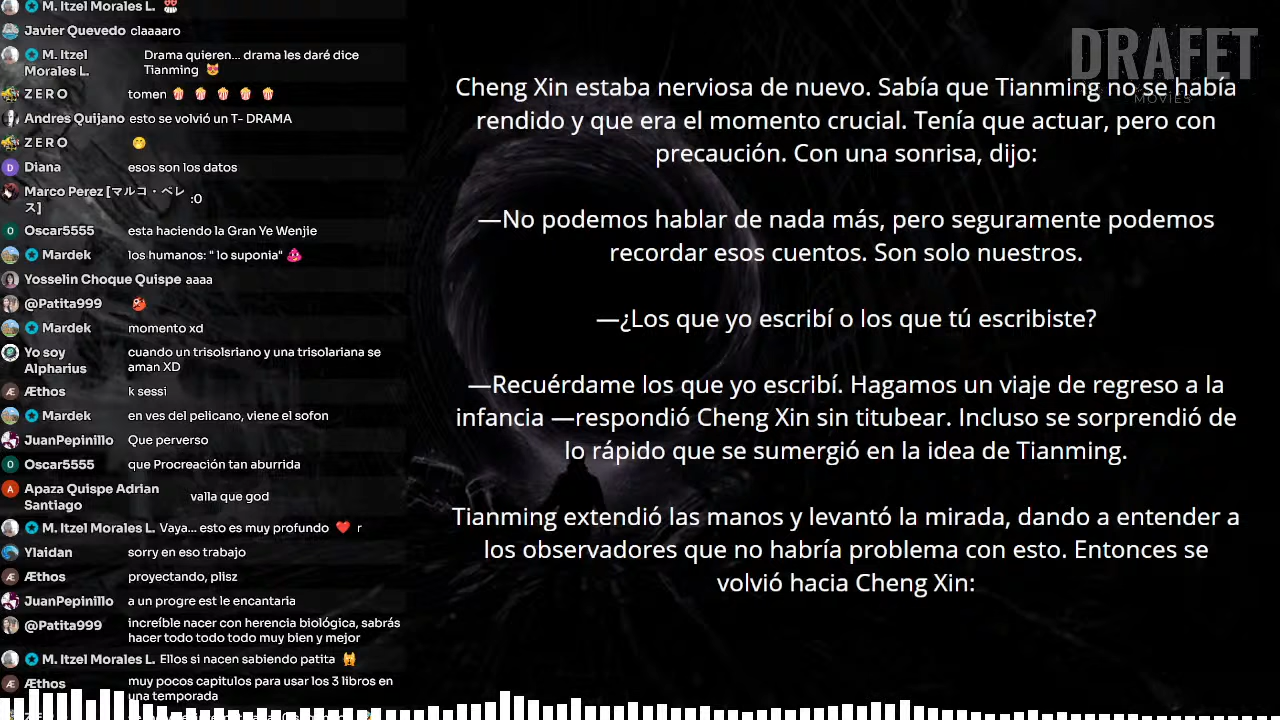 M. Itzel Morales L.
Javier Quevedo claaaaro
M. Itzel Morales L. Drama quieren... drama les daré dice
Tianming 😻
Z E R O tomen 🍿 🍿 🍿 🍿 🍿
Andres Quijano esto se volvió un T- DRAMA
Z E R O 🤭
Diana esos son los datos
Marco Perez [マルコ・ペレス] :0
Oscar5555 esta haciendo la Gran Ye Wenjie
Mardek los humanos: " lo suponia"
Yosselin Choque Quispe aaaa
@Patita999
Mardek momento xd
Yo soy Alpharius cuando un trisolsriano y una trisolariana se
aman XD
Æthos k sessi
Mardek en ves del pelicano, viene el sofon
JuanPepinillo Que perverso
Oscar5555 que Procreación tan aburrida
Apaza Quispe Adrian Santiago valla que god
M. Itzel Morales L. Vaya... esto es muy profundo ❤️ r
Ylaidan sorry en eso trabajo
Æthos proyectando, plisz
JuanPepinillo a un progre est le encantaria
@Patita999 increíble nacer con herencia biológica, sabrás
hacer todo todo todo muy bien y mejor
M. Itzel Morales L. Ellos si nacen sabiendo patita
Æthos muy pocos capitulos para usar los 3 libros en
una temporada
DRAFET
MOVIES
Cheng Xin estaba nerviosa de nuevo. Sabía que Tianming no se había
rendido y que era el momento crucial. Tenía que actuar, pero con
precaución. Con una sonrisa, dijo:
—No podemos hablar de nada más, pero seguramente podemos
recordar esos cuentos. Son solo nuestros.
—¿Los que yo escribí o los que tú escribiste?
—Recuérdame los que yo escribí. Hagamos un viaje de regreso a la
infancia —respondió Cheng Xin sin titubear. Incluso se sorprendió de
lo rápido que se sumergió en la idea de Tianming.
Tianming extendió las manos y levantó la mirada, dando a entender a
los observadores que no habría problema con esto. Entonces se
volvió hacia Cheng Xin: